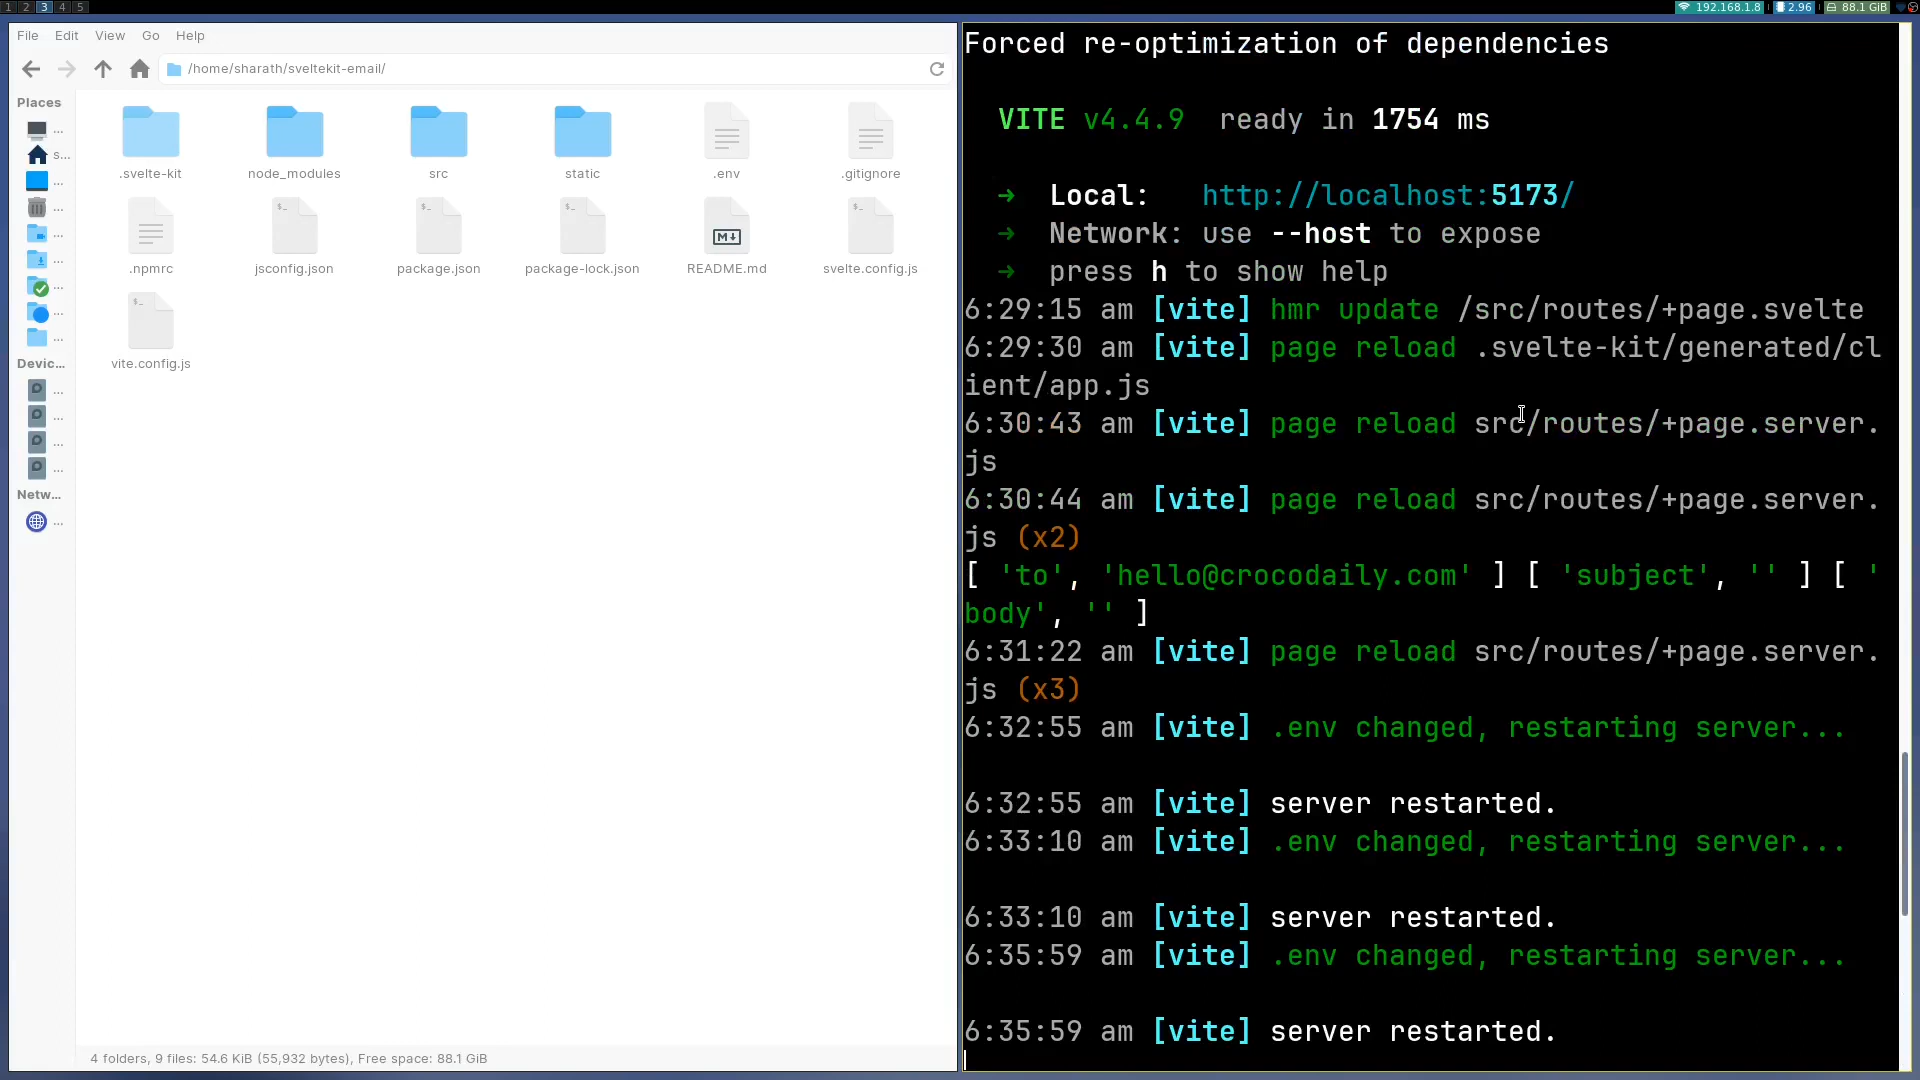 1 2 3 4 5
192.168.1.8 2.96 88.1 GiB
File Edit View Go Help
/home/sharath/sveltekit-email/
Places
...
s...
...
...
...
...
...
...
...
Devic...
...
...
...
...
Netw...
...
.svelte-kit node_modules src static .env .gitignore
.npmrc jsconfig.json package.json package-lock.json README.md svelte.config.js
vite.config.js
4 folders, 9 files: 54.6 KiB (55,932 bytes), Free space: 88.1 GiB
Forced re-optimization of dependencies
VITE v4.4.9 ready in 1754 ms
➜ Local: http://localhost:5173/
➜ Network: use --host to expose
➜ press h to show help
6:29:15 am [vite] hmr update /src/routes/+page.svelte
6:29:30 am [vite] page reload .svelte-kit/generated/cl
ient/app.js
6:30:43 am [vite] page reload src/routes/+page.server.
js
6:30:44 am [vite] page reload src/routes/+page.server.
js (x2)
[ 'to', 'hello@crocodaily.com' ] [ 'subject', '' ] [ '
body', '' ]
6:31:22 am [vite] page reload src/routes/+page.server.
js (x3)
6:32:55 am [vite] .env changed, restarting server...
6:32:55 am [vite] server restarted.
6:33:10 am [vite] .env changed, restarting server...
6:33:10 am [vite] server restarted.
6:35:59 am [vite] .env changed, restarting server...
6:35:59 am [vite] server restarted.